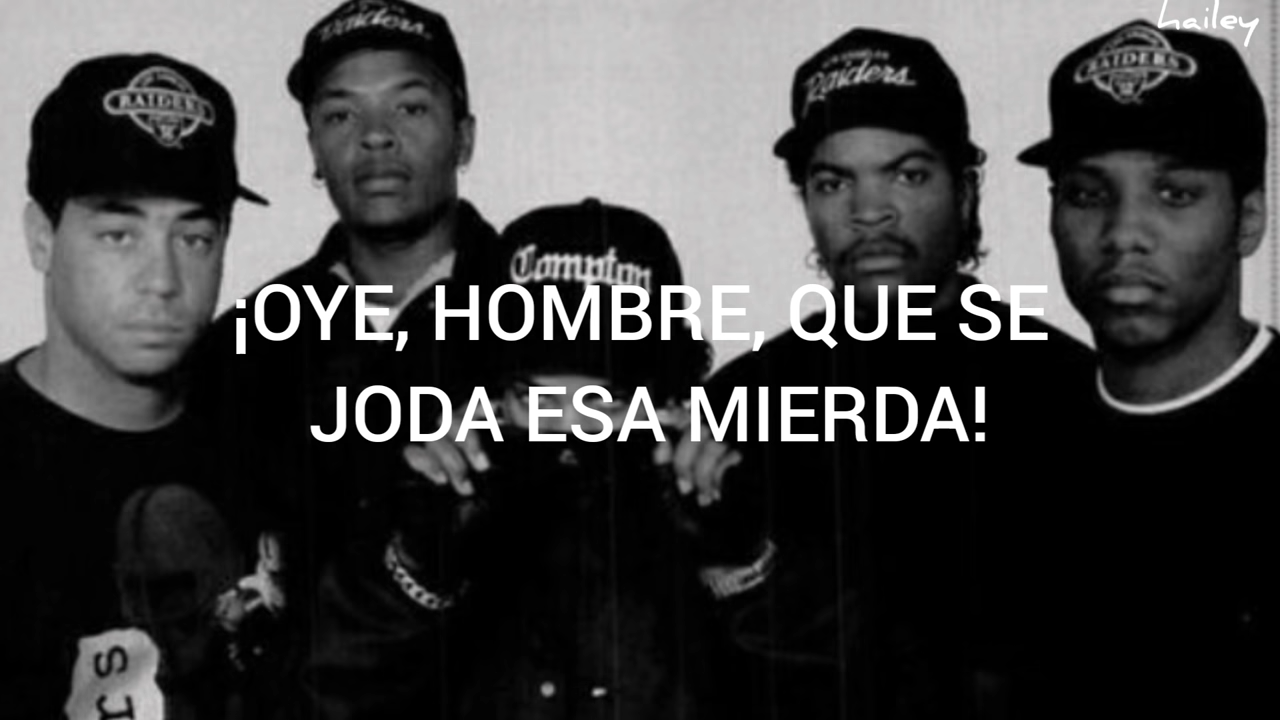 hailey
Raiders
RAIDERS
Raiders
RAIDERS
Compton
¡OYE, HOMBRE, QUE SE
JODA ESA MIERDA!
S